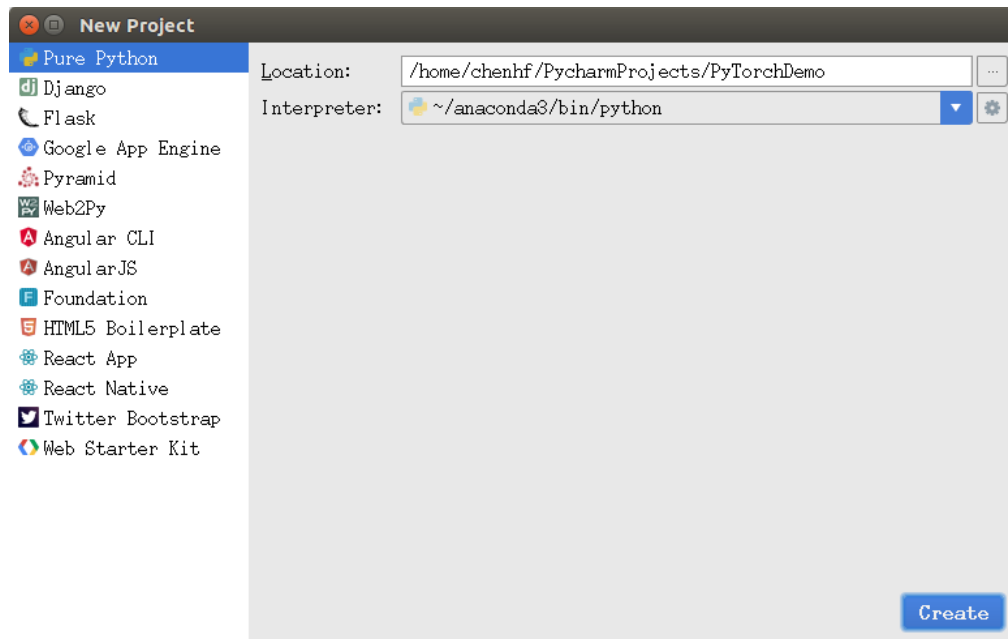 New Project
Pure Python
Django
Flask
Google App Engine
Pyramid
Web2Py
Angular CLI
AngularJS
Foundation
HTML5 Boilerplate
React App
React Native
Twitter Bootstrap
Web Starter Kit
Location: /home/chenhf/PycharmProjects/PyTorchDemo ...
Interpreter: ~/anaconda3/bin/python
Create